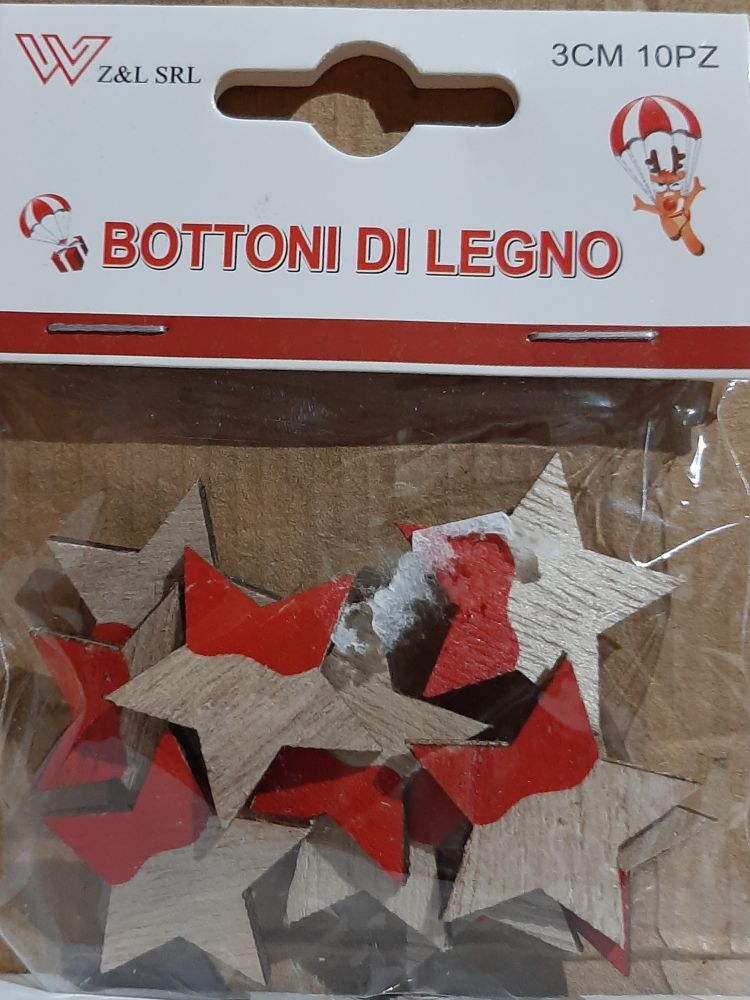 W Z&L SRL
3CM 10PZ
BOTTONI DI LEGNO